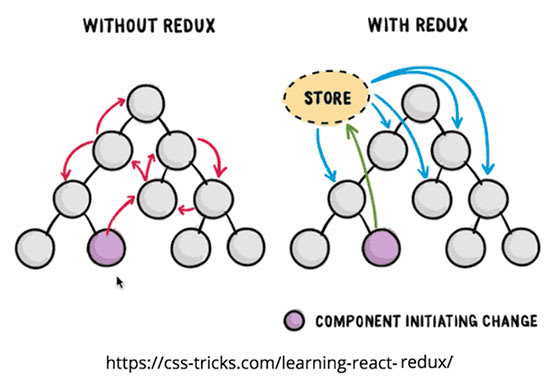 WITHOUT REDUX
WITH REDUX
STORE
COMPONENT INITIATING CHANGE
https://css-tricks.com/learning-react-redux/